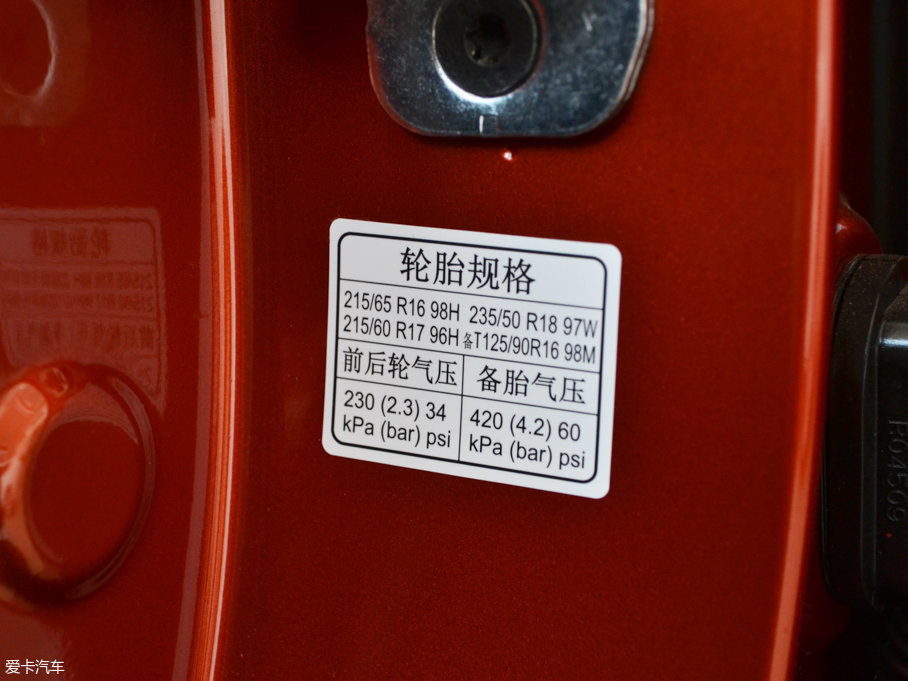 轮胎规格
215/65 R16 98H 235/50 R18 97W
215/60 R17 96H 备T125/90R16 98M
前后轮气压 备胎气压
230 (2.3) 34 420 (4.2) 60
kPa (bar) psi kPa (bar) psi
爱卡汽车